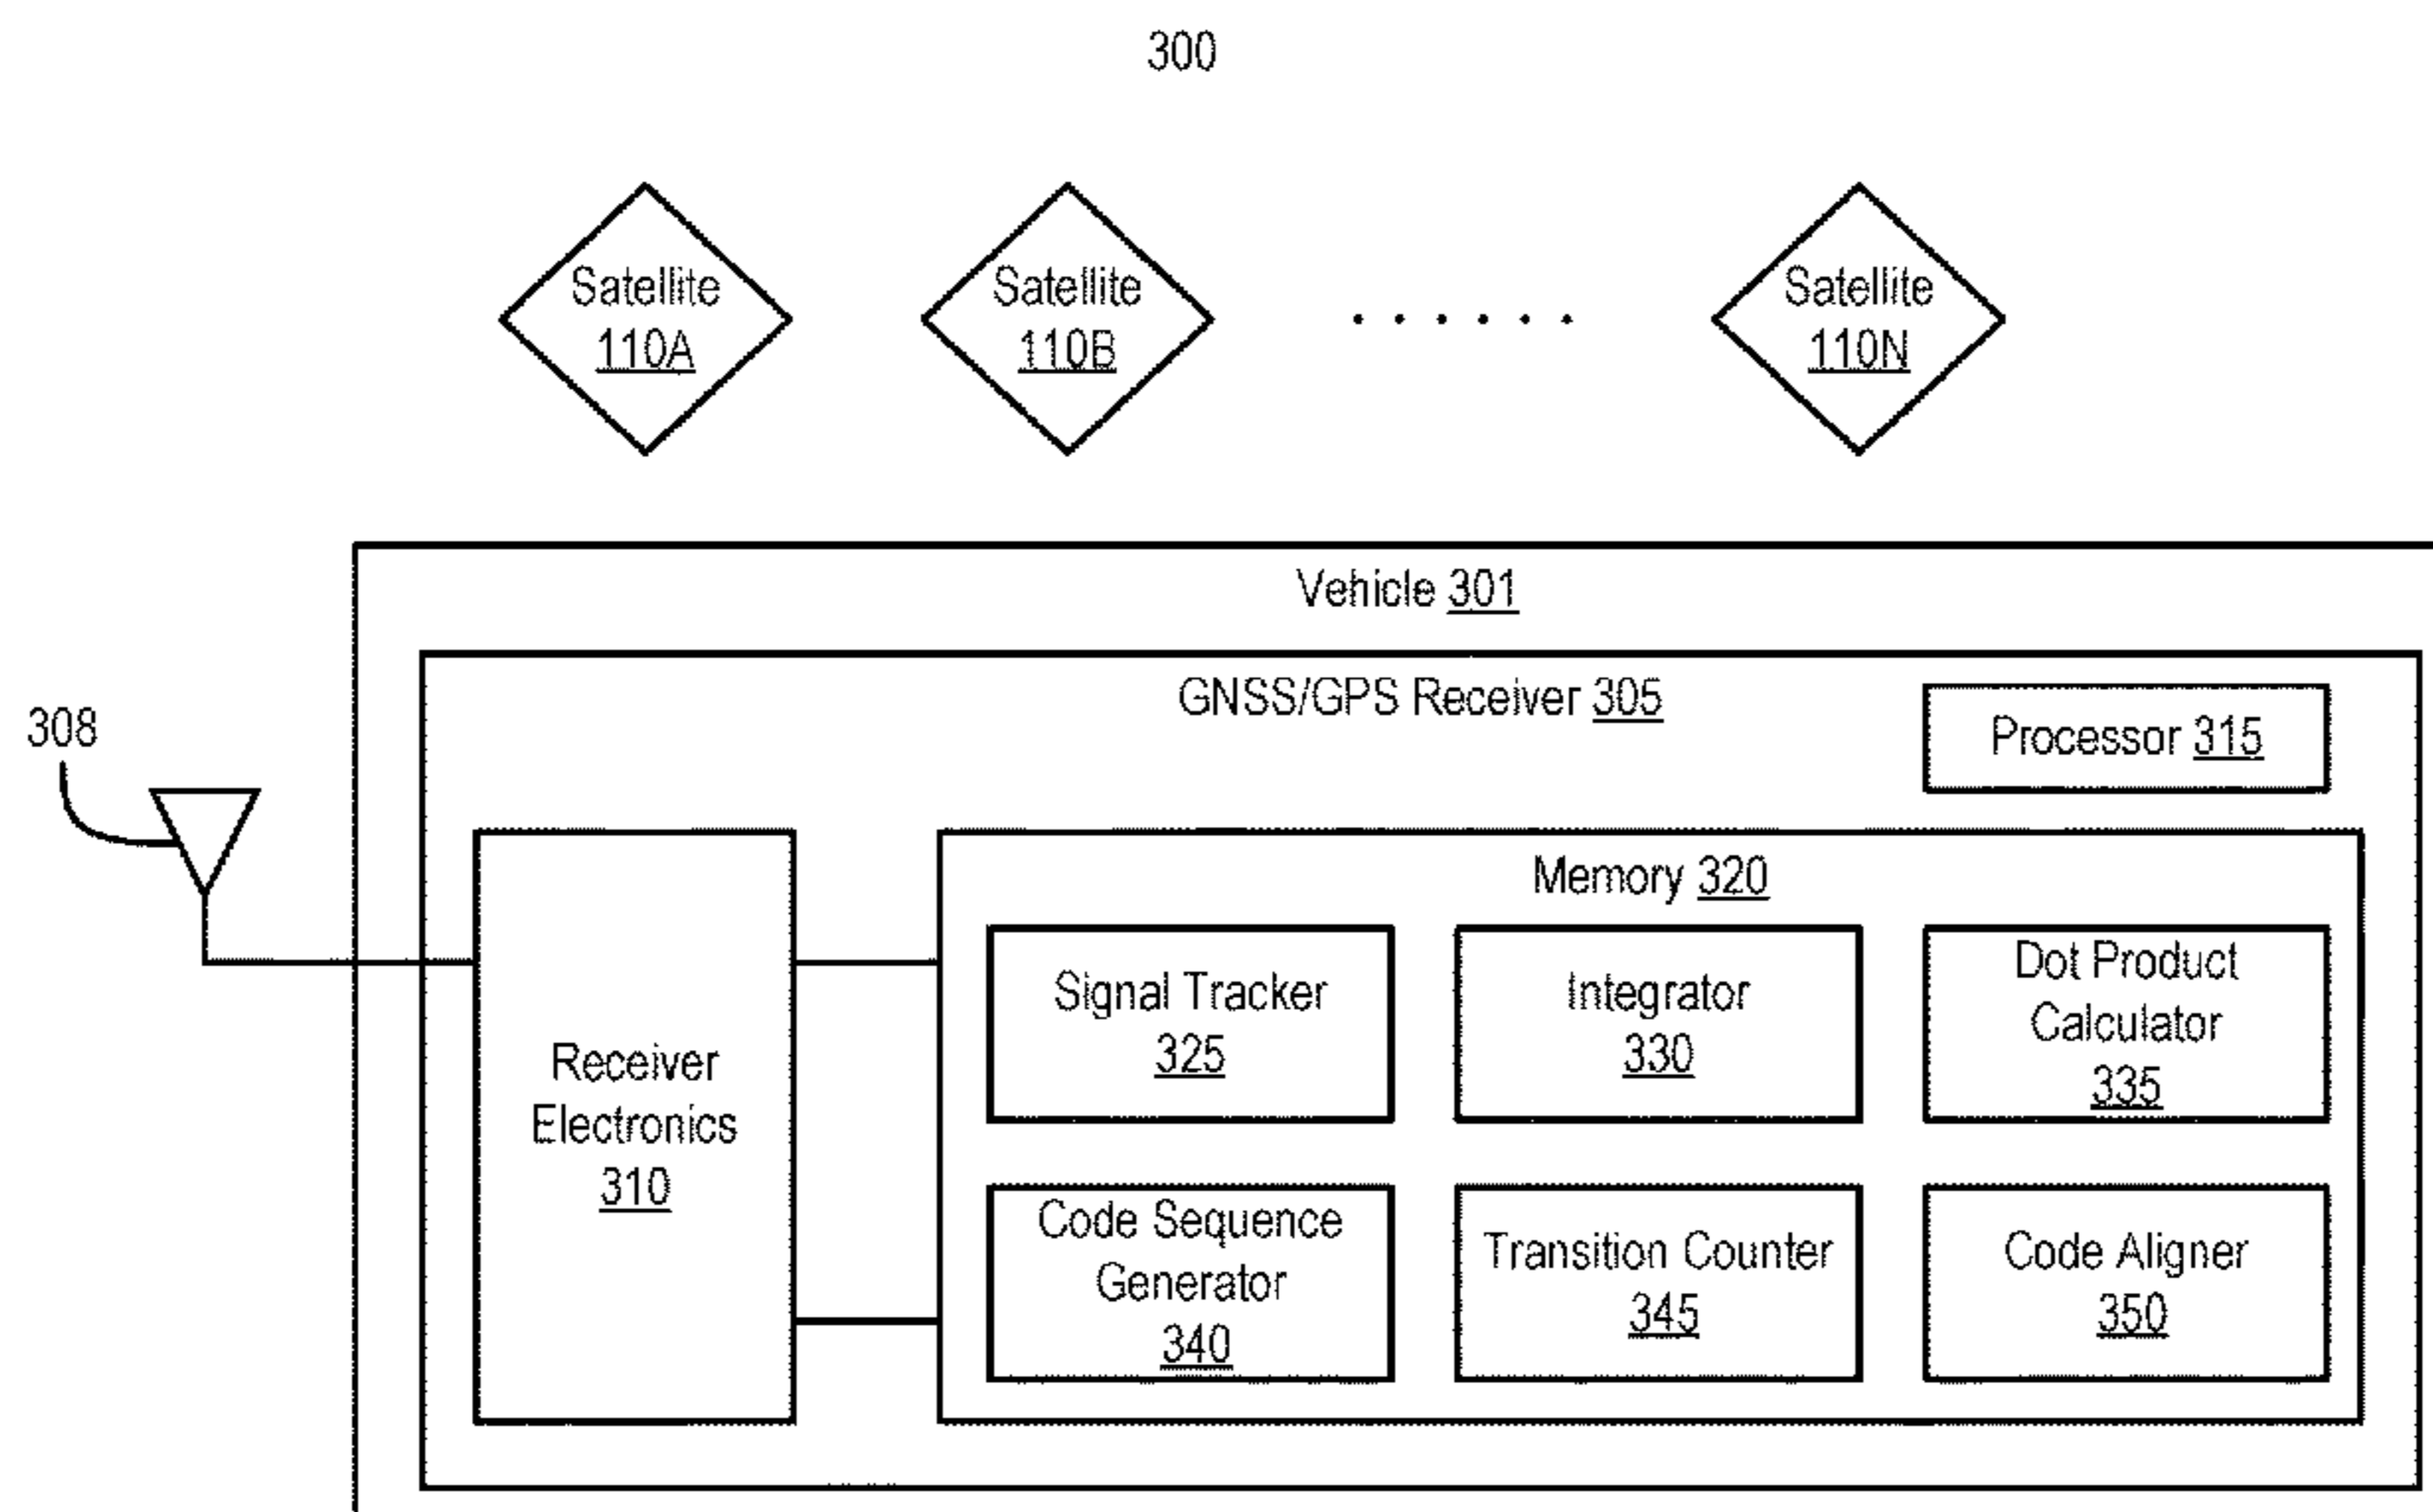 300
Satellite
110A
Satellite
110B
Satellite
110N
Vehicle 301
GNSS/GPS Receiver 305
Processor 315
308
Memory 320
Receiver
Electronics
310
Signal Tracker
325
Integrator
330
Dot Product
Calculator
335
Code Sequence
Generator
340
Transition Counter
345
Code Aligner
350